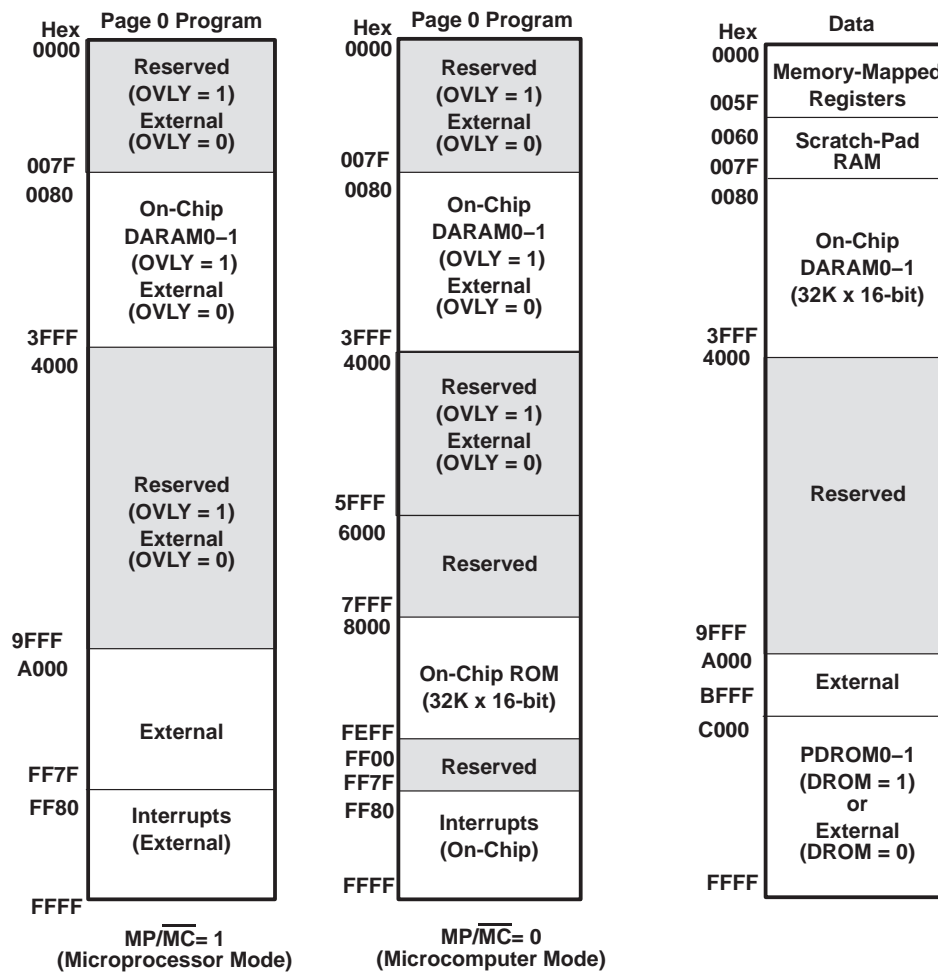 Page 0 Program
Hex
0000
Reserved
(OVLY = 1)
External
(OVLY = 0)
007F
0080
On-Chip
DARAM0–1
(OVLY = 1)
External
(OVLY = 0)
3FFF
4000
Reserved
(OVLY = 1)
External
(OVLY = 0)
9FFF
A000
External
FF7F
FF80
Interrupts
(External)
FFFF
MP/M̅C̅= 1
(Microprocessor Mode)
Page 0 Program
Hex
0000
Reserved
(OVLY = 1)
External
(OVLY = 0)
007F
0080
On-Chip
DARAM0–1
(OVLY = 1)
External
(OVLY = 0)
3FFF
4000
Reserved
(OVLY = 1)
External
(OVLY = 0)
5FFF
6000
Reserved
7FFF
8000
On-Chip ROM
(32K x 16-bit)
FEFF
FF00
Reserved
FF7F
FF80
Interrupts
(On-Chip)
FFFF
MP/M̅C̅= 0
(Microcomputer Mode)
Data
Hex
0000
Memory-Mapped
Registers
005F
0060
Scratch-Pad
RAM
007F
0080
On-Chip
DARAM0–1
(32K x 16-bit)
3FFF
4000
Reserved
9FFF
A000
External
BFFF
C000
PDROM0–1
(DROM = 1)
or
External
(DROM = 0)
FFFF